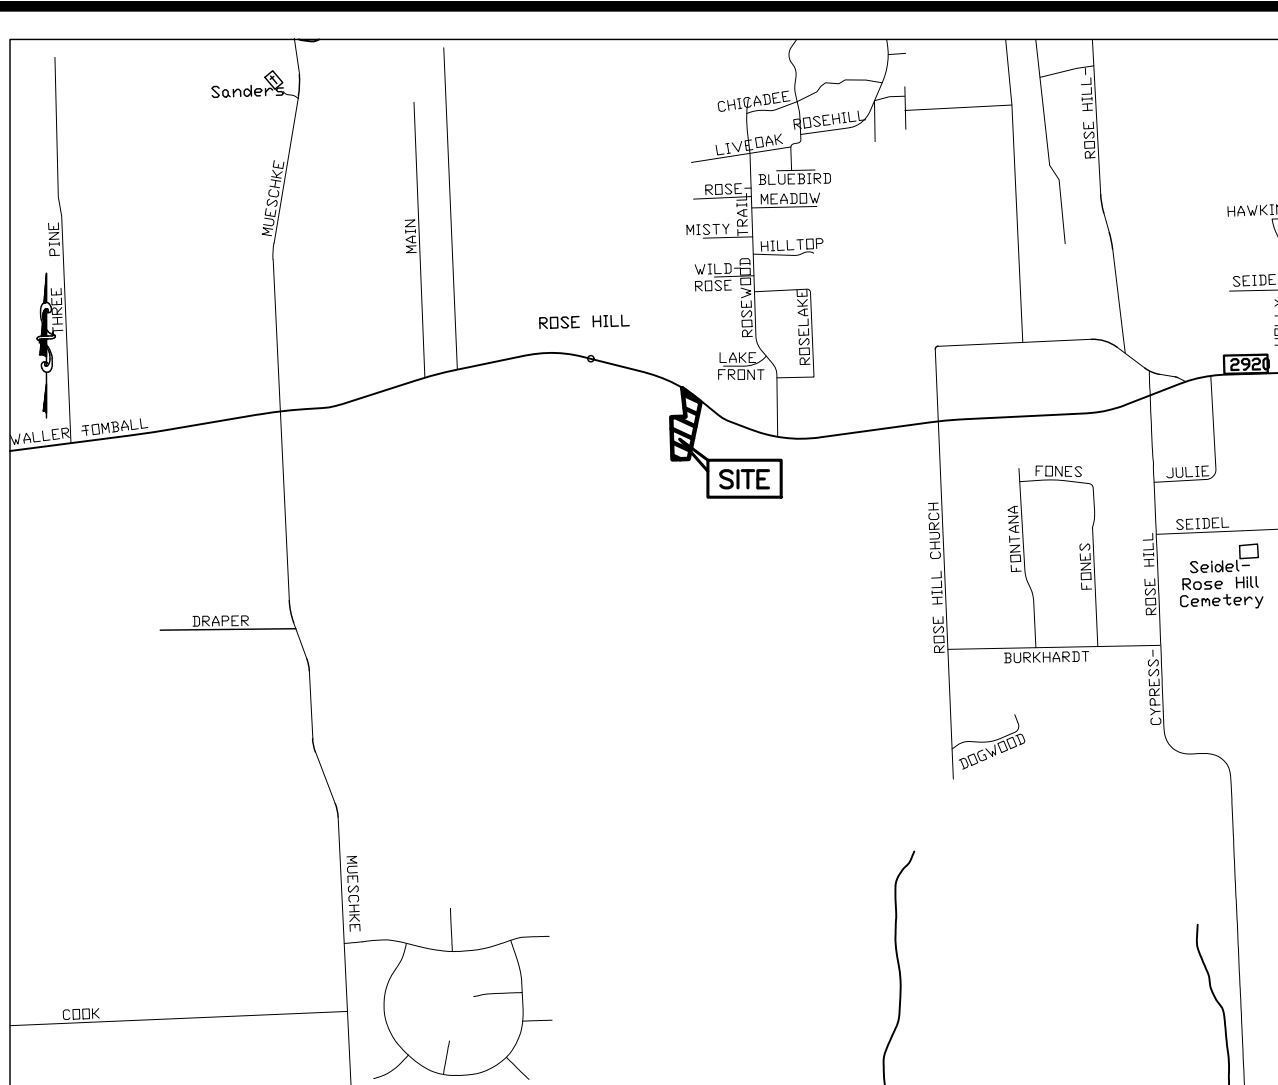 Sanders
CHICADEE
ROSEHILL
LIVEOAK
ROSE HILL-
BLUEBIRD
ROSE-
MEADOW
MUESCHKE
TRAIL
MISTY
HILLTOP
WILD-
ROSE
ROSEWOOD
ROSELAKE
LAKE
FRONT
MAIN
THREE PINE
ROSE HILL
SEIDE
2920
WALLER TOMBALL
SITE
FONES
JULIE
SEIDEL
ROSE HILL CHURCH
FONTANA
FONES
CYPRESS-
ROSE HILL
Seidel-
Rose Hill
Cemetery
DRAPER
BURKHARDT
DOGWOOD
MUESCHKE
COOK